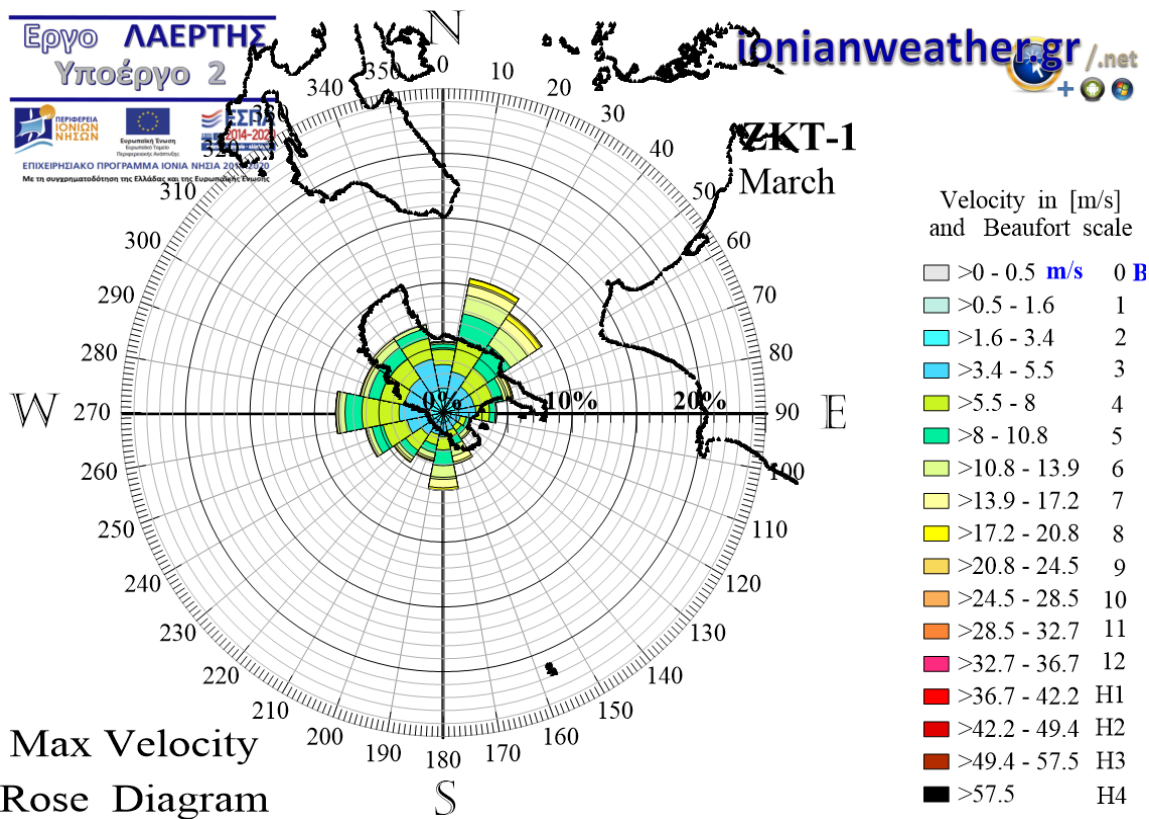 Εργο ΛΑΕΡΤΗΣ
Υποέργο 2
ΠΕΡΙΦΕΡΕΙΑ
ΙΟΝΙΩΝ
ΝΗΣΩΝ
Ευρωπαϊκή Ένωση
Ευρωπαϊκό Ταμείο
Περιφερειακής Ανάπτυξης
ΕΣΠΑ
2014-2020
ΕΠΙΧΕΙΡΗΣΙΑΚΟ ΠΡΟΓΡΑΜΜΑ ΙΟΝΙΑ ΝΗΣΙΑ 2014-2020
Με τη συγχρηματοδότηση της Ελλάδας και της Ευρωπαϊκής Ένωσης
ionianweather.gr /.net
ZKT-1
March
N
0
10
20
30
40
50
60
70
80
90
E
100
110
120
130
140
150
160
170
180
S
190
200
210
220
230
240
250
260
270
W
280
290
300
310
320
330
340
350
0%
10%
20%
Velocity in [m/s]
and Beaufort scale
>0 - 0.5 m/s 0 B
>0.5 - 1.6 1
>1.6 - 3.4 2
>3.4 - 5.5 3
>5.5 - 8 4
>8 - 10.8 5
>10.8 - 13.9 6
>13.9 - 17.2 7
>17.2 - 20.8 8
>20.8 - 24.5 9
>24.5 - 28.5 10
>28.5 - 32.7 11
>32.7 - 36.7 12
>36.7 - 42.2 H1
>42.2 - 49.4 H2
>49.4 - 57.5 H3
>57.5 H4
Max Velocity
Rose Diagram